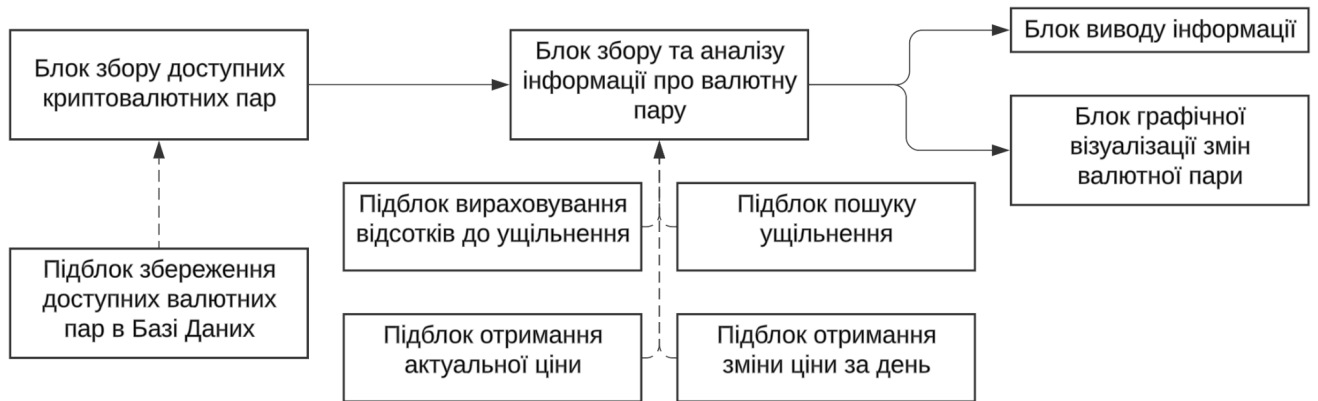 Блок збору доступних
криптовалютних пар
Блок збору та аналізу
інформації про валютну
пару
Блок виводу інформації
Блок графічної
візуалізації змін
валютної пари
Підблок збереження
доступних валютних
пар в Базі Даних
Підблок вираховування
відсотків до ущільнення
Підблок пошуку
ущільнення
Підблок отримання
актуальної ціни
Підблок отримання
зміни ціни за день